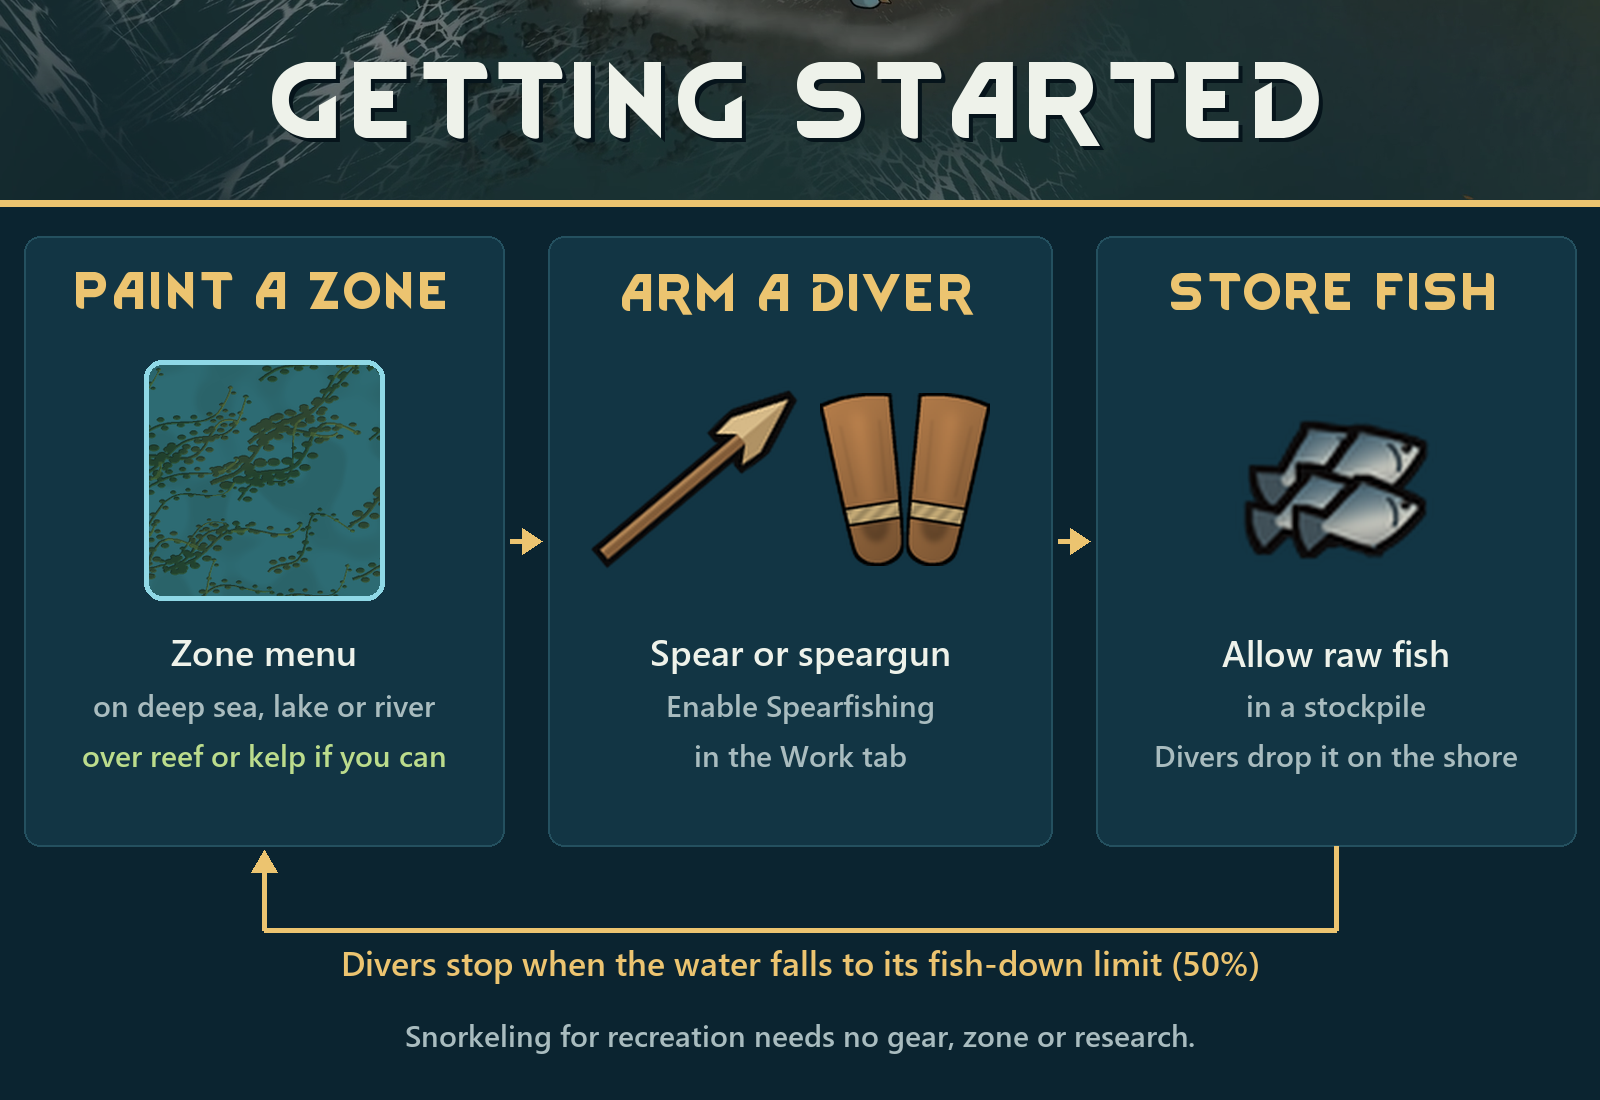 GETTING STARTED
PAINT A ZONE
Zone menu
on deep sea, lake or river
over reef or kelp if you can
ARM A DIVER
Spear or speargun
Enable Spearfishing
in the Work tab
STORE FISH
Allow raw fish
in a stockpile
Divers drop it on the shore
Divers stop when the water falls to its fish-down limit (50%)
Snorkeling for recreation needs no gear, zone or research.